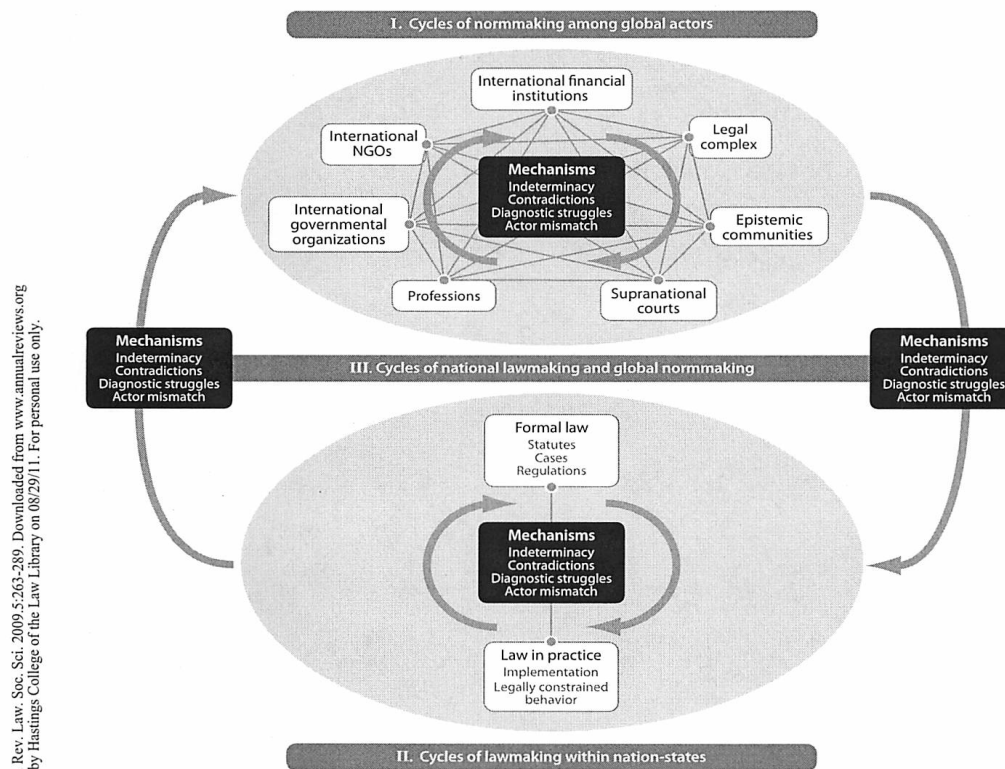 I. Cycles of normmaking among global actors
International financial
institutions
International
NGOs
Legal
complex
Mechanisms
Indeterminacy
Contradictions
Diagnostic struggles
Actor mismatch
International
governmental
organizations
Epistemic
communities
Professions
Supranational
courts
Mechanisms
Indeterminacy
Contradictions
Diagnostic struggles
Actor mismatch
III. Cycles of national lawmaking and global normmaking
Mechanisms
Indeterminacy
Contradictions
Diagnostic struggles
Actor mismatch
Formal law
Statutes
Cases
Regulations
Mechanisms
Indeterminacy
Contradictions
Diagnostic struggles
Actor mismatch
Law in practice
Implementation
Legally constrained
behavior
II. Cycles of lawmaking within nation-states
Rev. Law. Soc. Sci. 2009.5:263-289. Downloaded from www.annualreviews.org
by Hastings College of the Law Library on 08/29/11. For personal use only.